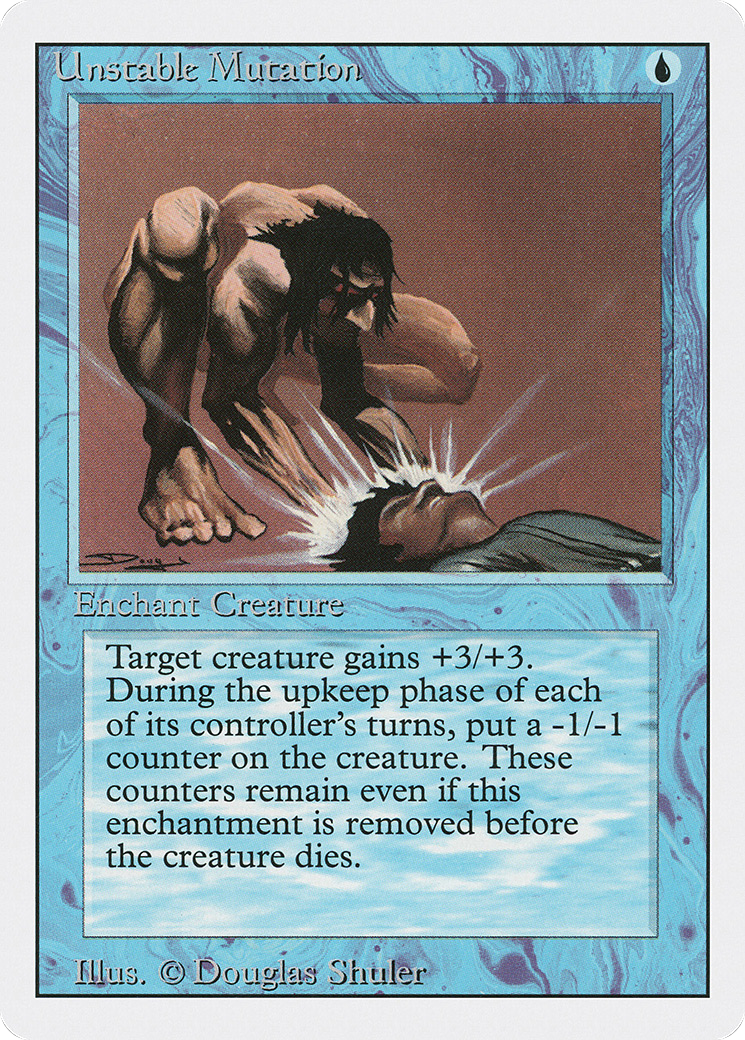 Unstable Mutation
Doug
Enchant Creature
Target creature gains +3/+3.
During the upkeep phase of each
of its controller's turns, put a -1/-1
counter on the creature. These
counters remain even if this
enchantment is removed before
the creature dies.
Illus. © Douglas Shuler